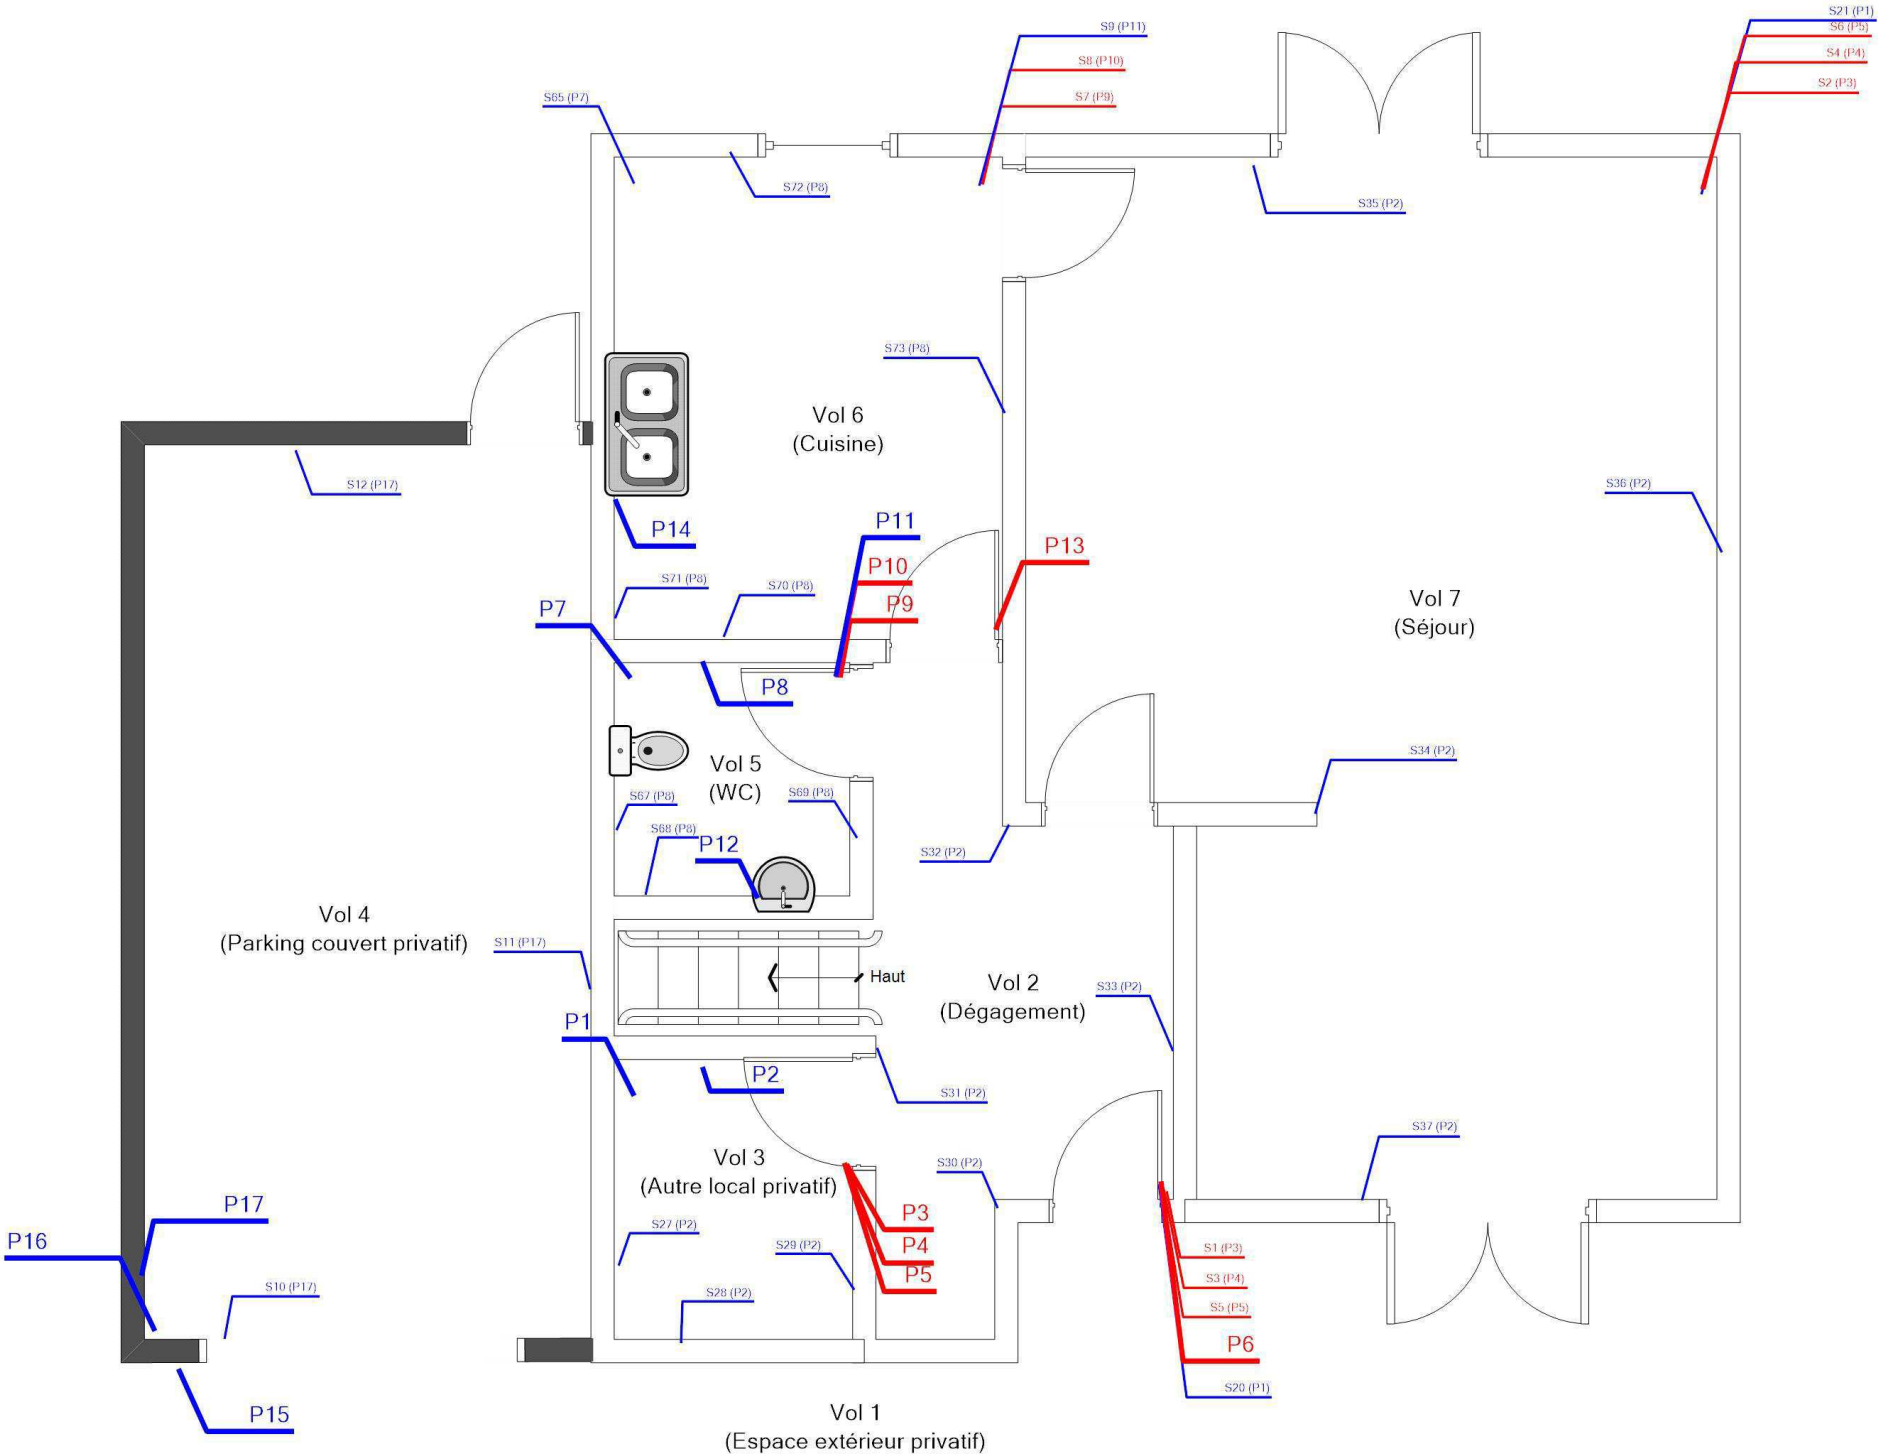 S21 (P1)
S9 (P11)
S6 (P5)
S4 (P4)
S8 (P10)
S2 (P3)
S65 (P7)
S7 (P9)
S72 (P8)
S35 (P2)
S73 (P8)
Vol 6
(Cuisine)
S12 (P17)
S36 (P2)
P14
P11
P13
P10
S71 (P8)
S70 (P8)
P9
P7
Vol 7
(Séjour)
P8
S34 (P2)
Vol 5
(WC)
S67 (P8)
S69 (P8)
S68 (P8)
P12
S32 (P2)
Vol 4
(Parking couvert privatif)
S11 (P17)
Haut
Vol 2
(Dégagement)
S33 (P2)
P1
P2
S31 (P2)
S37 (P2)
Vol 3
(Autre local privatif)
S30 (P2)
P17
P3
S27 (P2)
P16
P4
S29 (P2)
S1 (P3)
P5
S3 (P4)
S10 (P17)
S28 (P2)
S5 (P5)
P6
S20 (P1)
P15
Vol 1
(Espace extérieur privatif)